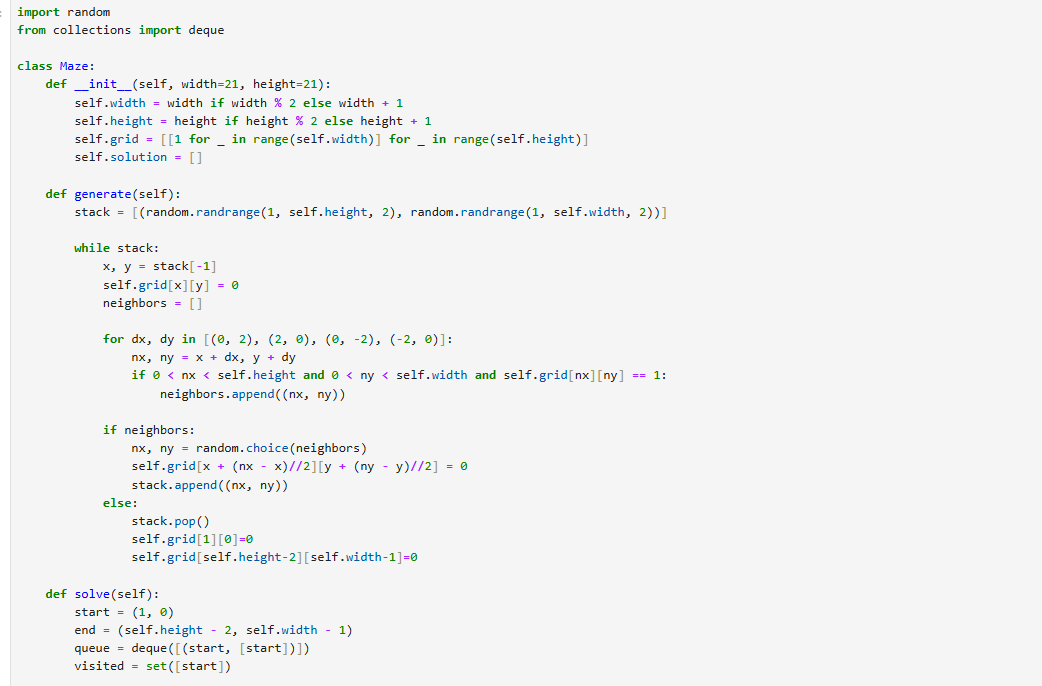 import random
from collections import deque

class Maze:
    def __init__(self, width=21, height=21):
        self.width = width if width % 2 else width + 1
        self.height = height if height % 2 else height + 1
        self.grid = [[1 for _ in range(self.width)] for _ in range(self.height)]
        self.solution = []

    def generate(self):
        stack = [(random.randrange(1, self.height, 2), random.randrange(1, self.width, 2))]

        while stack:
            x, y = stack[-1]
            self.grid[x][y] = 0
            neighbors = []

            for dx, dy in [(0, 2), (2, 0), (0, -2), (-2, 0)]:
                nx, ny = x + dx, y + dy
                if 0 < nx < self.height and 0 < ny < self.width and self.grid[nx][ny] == 1:
                    neighbors.append((nx, ny))

            if neighbors:
                nx, ny = random.choice(neighbors)
                self.grid[x + (nx - x)//2][y + (ny - y)//2] = 0
                stack.append((nx, ny))
            else:
                stack.pop()
                self.grid[1][0]=0
                self.grid[self.height-2][self.width-1]=0

    def solve(self):
        start = (1, 0)
        end = (self.height - 2, self.width - 1)
        queue = deque([(start, [start])])
        visited = set([start])